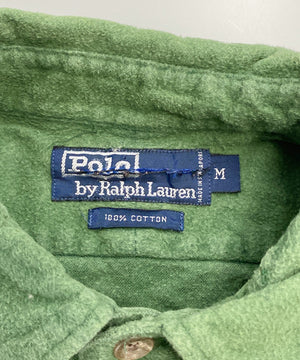 Polo
by Ralph Lauren
M
MADE IN SINGAPORE
100% COTTON